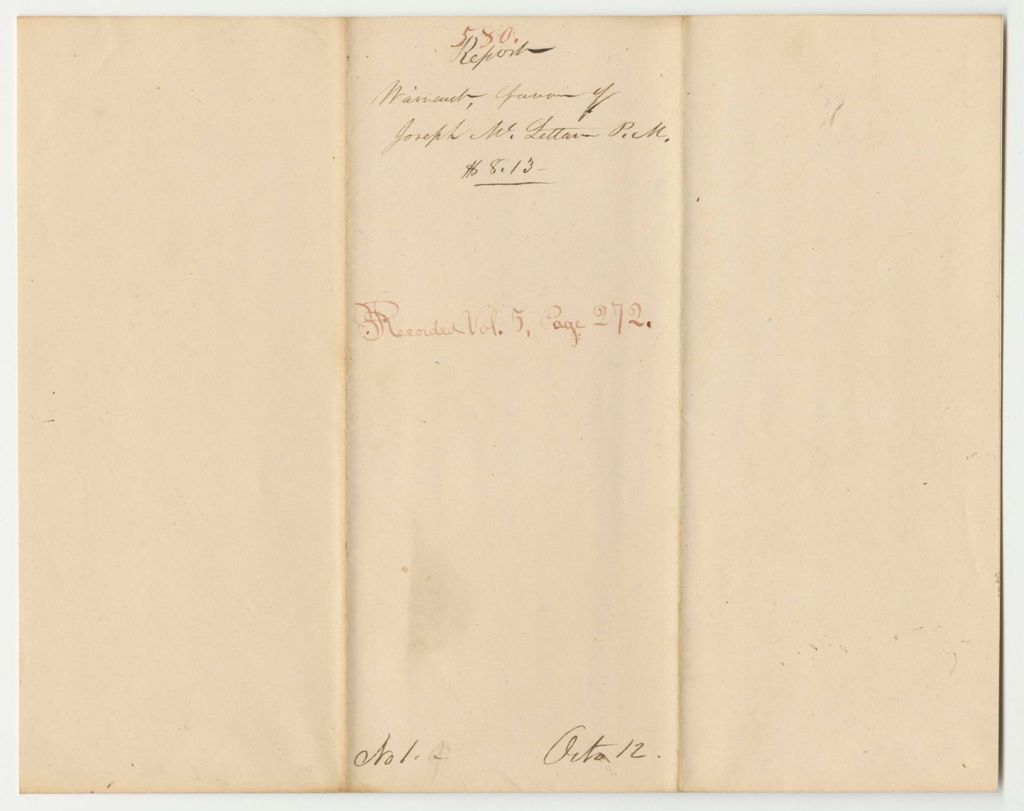 580.
Report
Warrant, favor of
Joseph Mc. Lellan P.M.
$8.13
Recorded Vol. 5, Page 272.
No 1.
Octo 12.